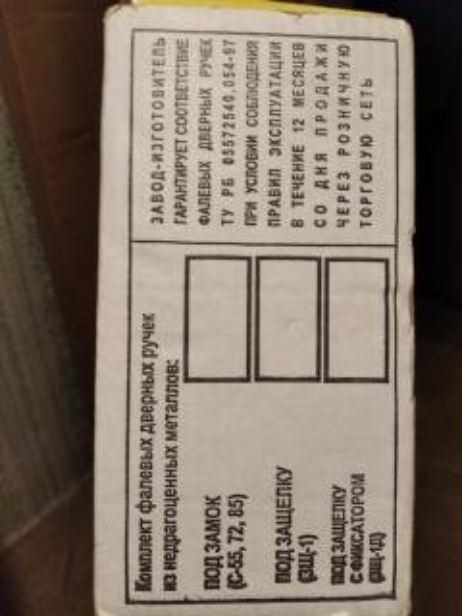 Комплект фалевых дверных ручек
из недрагоценных металлов:
ПОД ЗАМОК
(С-55, 72, 85)
ПОД ЗАЩЕЛКУ
(ЗЩ-1)
ПОД ЗАЩЕЛКУ
С ФИКСАТОРОМ
(ЗЩ-1Д)
ЗАВОД-ИЗГОТОВИТЕЛЬ
ГАРАНТИРУЕТ СООТВЕТСТВИЕ
ФАЛЕВЫХ ДВЕРНЫХ РУЧЕК
ТУ РБ 05572540.054-97
ПРИ УСЛОВИИ СОБЛЮДЕНИЯ
ПРАВИЛ ЭКСПЛУАТАЦИИ
В ТЕЧЕНИЕ 12 МЕСЯЦЕВ
СО ДНЯ ПРОДАЖИ
ЧЕРЕЗ РОЗНИЧНУЮ
ТОРГОВУЮ СЕТЬ